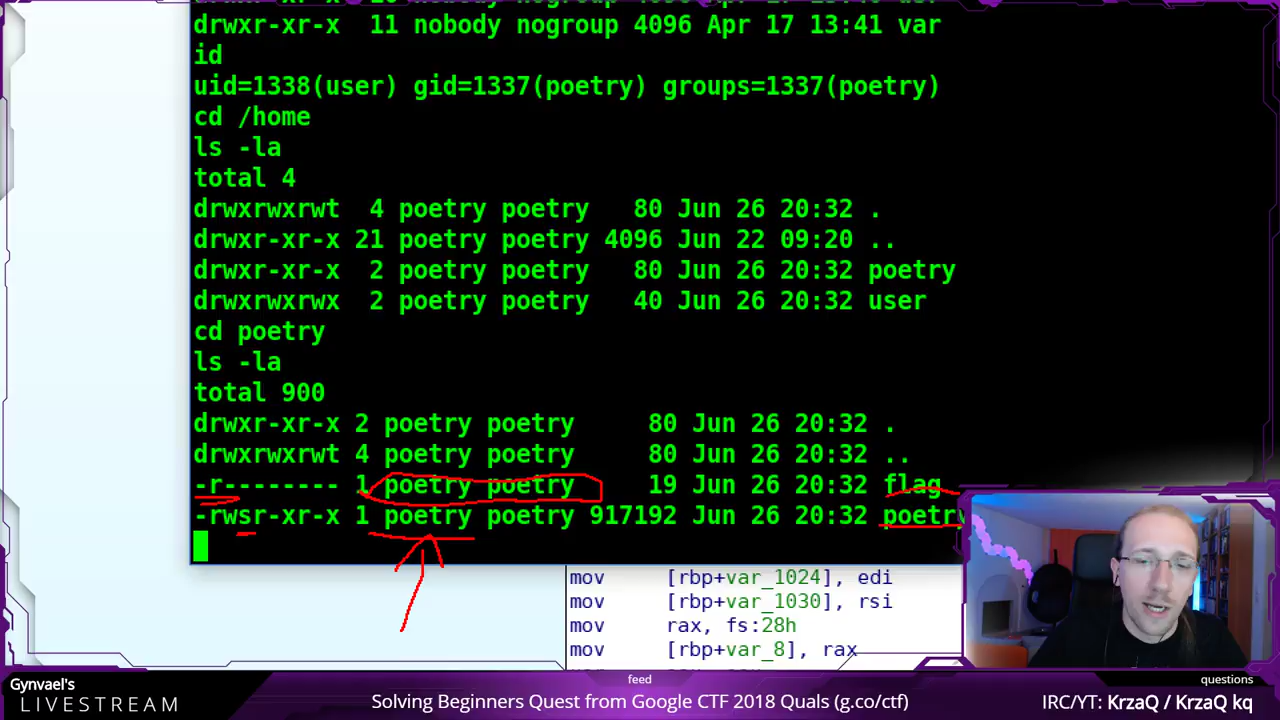 drwxr-xr-x  11 nobody nogroup 4096 Apr 17 13:41 var
id
uid=1338(user) gid=1337(poetry) groups=1337(poetry)
cd /home
ls -la
total 4
drwxrwxrwt  4 poetry poetry   80 Jun 26 20:32 .
drwxr-xr-x 21 poetry poetry 4096 Jun 22 09:20 ..
drwxr-xr-x  2 poetry poetry   80 Jun 26 20:32 poetry
drwxrwxrwx  2 poetry poetry   40 Jun 26 20:32 user
cd poetry
ls -la
total 900
drwxr-xr-x 2 poetry poetry     80 Jun 26 20:32 .
drwxrwxrwt 4 poetry poetry     80 Jun 26 20:32 ..
-r-------- 1 poetry poetry     19 Jun 26 20:32 flag
-rwsr-xr-x 1 poetry poetry 917192 Jun 26 20:32 poetry
mov [rbp+var_1024], edi
mov [rbp+var_1030], rsi
mov rax, fs:28h
mov [rbp+var_8], rax
Gynvael's
LIVESTREAM
feed
Solving Beginners Quest from Google CTF 2018 Quals (g.co/ctf)
questions
IRC/YT: KrzaQ / KrzaQ kq